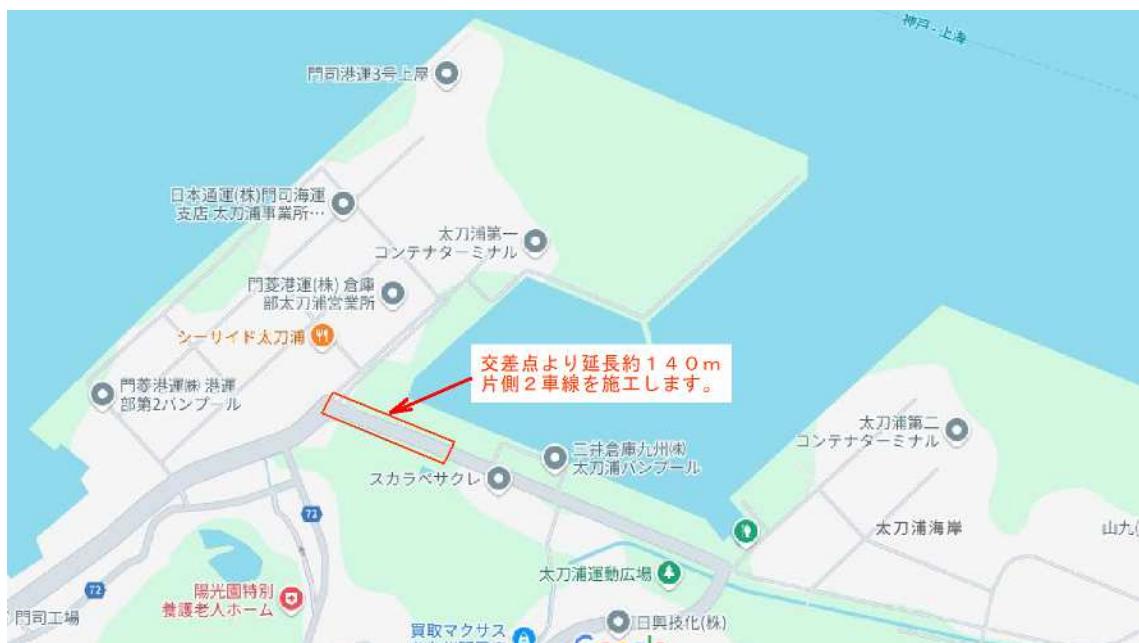 神戸 - 上海
門司港運3号上屋
日本通運(株)門司海運
支店 太刀浦事業所…
太刀浦第一
コンテナターミナル
門菱港運(株) 倉庫
部太刀浦営業所
シーリイド太刀浦
交差点より延長約140m
片側2車線を施工します。
門菱港運㈱ 港運
部第2バンプール
太刀浦第二
コンテナターミナル
三井倉庫九州㈱
太刀浦バンプール
スカラベサクレ
72
太刀浦海岸
山九(
太刀浦運動広場
72
陽光園特別
養護老人ホーム
門司工場
日興技化(株)
買取マクサス